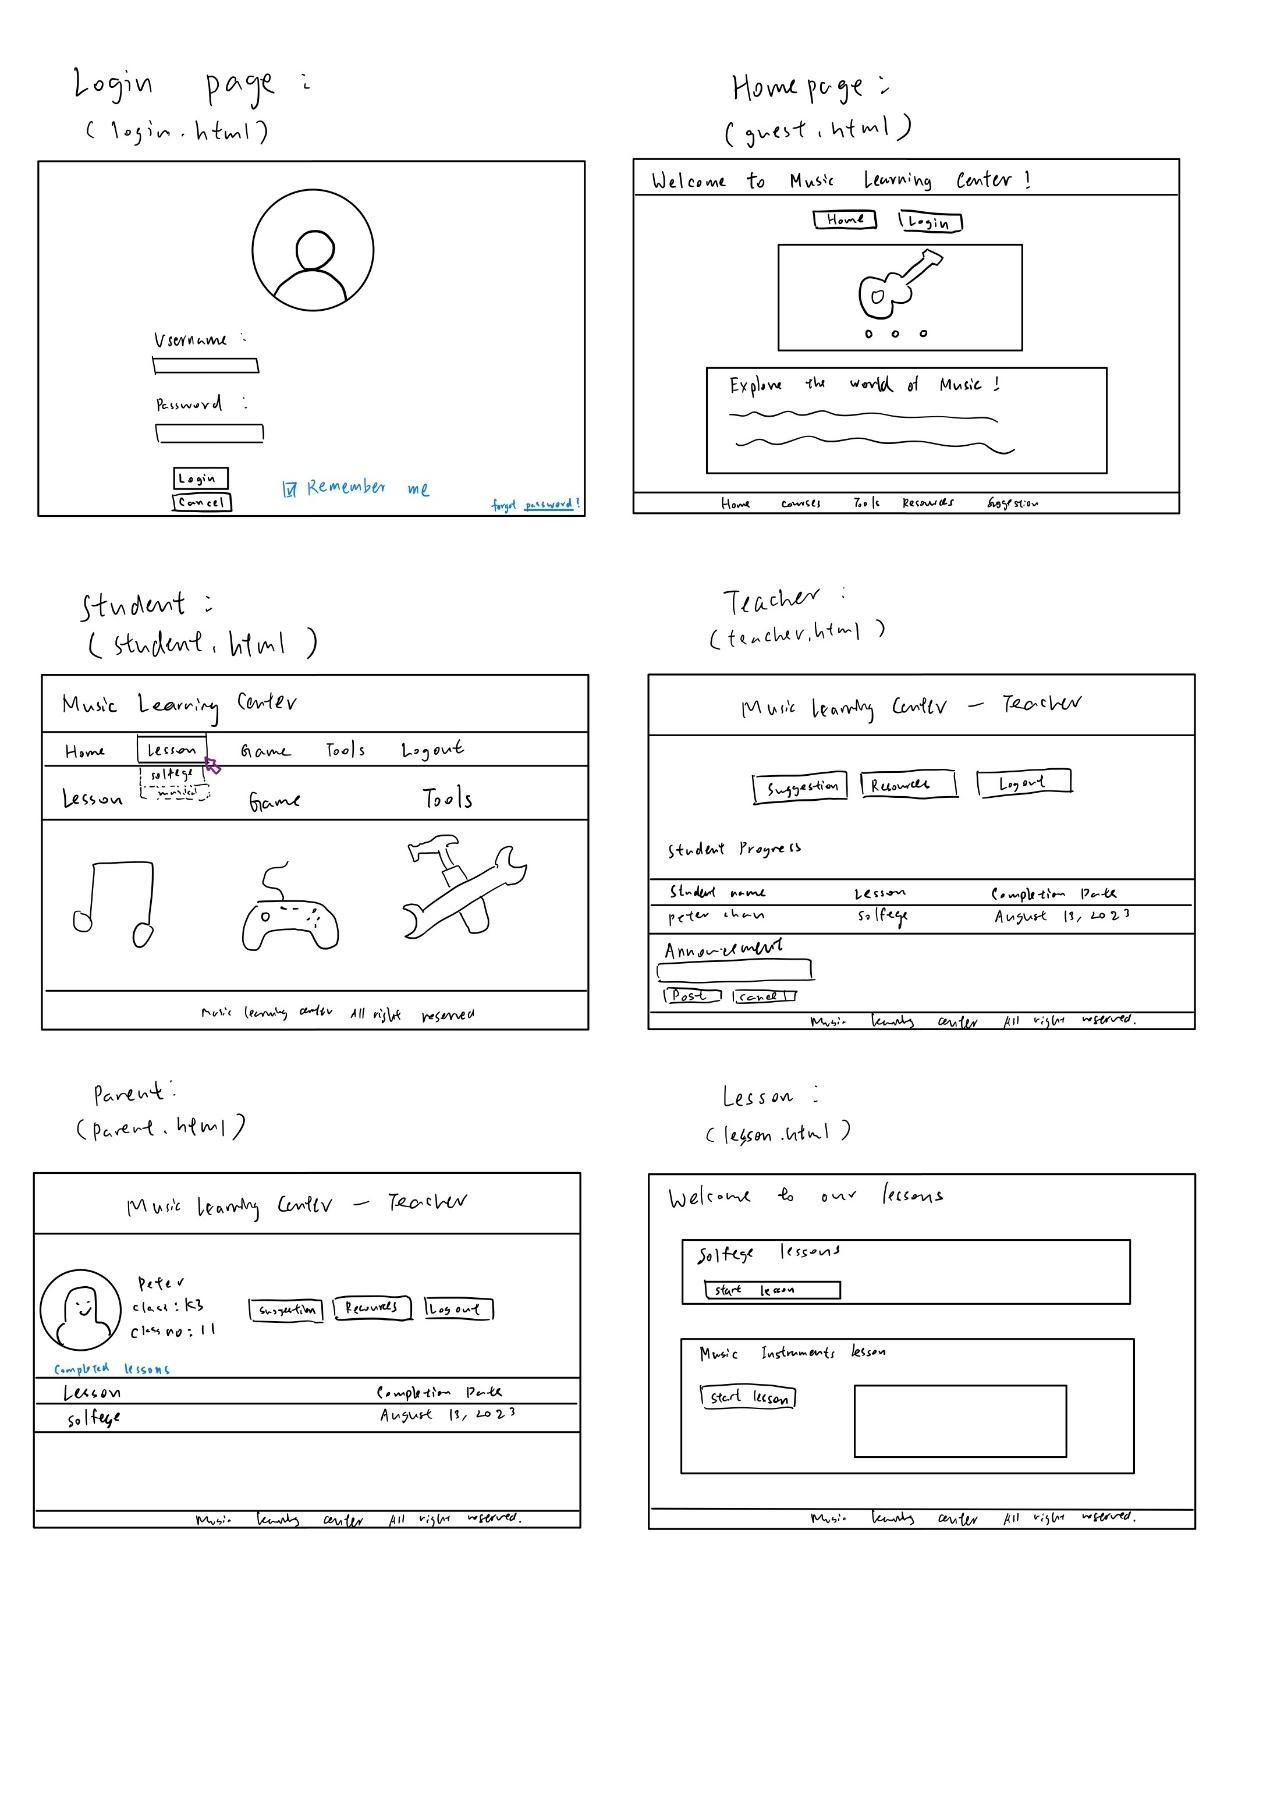 Login page :
( login.html )
Username :
Password :
Login
Cancel
Remember me
forgot password?
Homepage :
( guest.html )
Welcome to Music Learning Center !
Home Login
Explore the world of Music !
Home courses Tools Resources Suggestion
Student :
( student.html )
Music Learning Center
Home Lesson Game Tools Logout
solfege
Lesson Game Tools
Music learning center All right reserved
Teacher :
( teacher.html )
Music Learning Center - Teacher
Suggestion Resources Logout
Student Progress
Student name Lesson Completion Date
peter chan solfege August 13, 2023
Announcement
Post Cancel
Music learning center All right reserved.
Parent :
( parent.html )
Music Learning Center - Teacher
Peter
class : K3
class no : 11
Suggestion Resources Logout
Completed lessons
Lesson Completion Date
solfege August 13, 2023
Music learning center All right reserved.
Lesson :
( lesson.html )
Welcome to our lessons
Solfege lessons
start lesson
Music Instruments lesson
start lesson
Music learning center All right reserved.